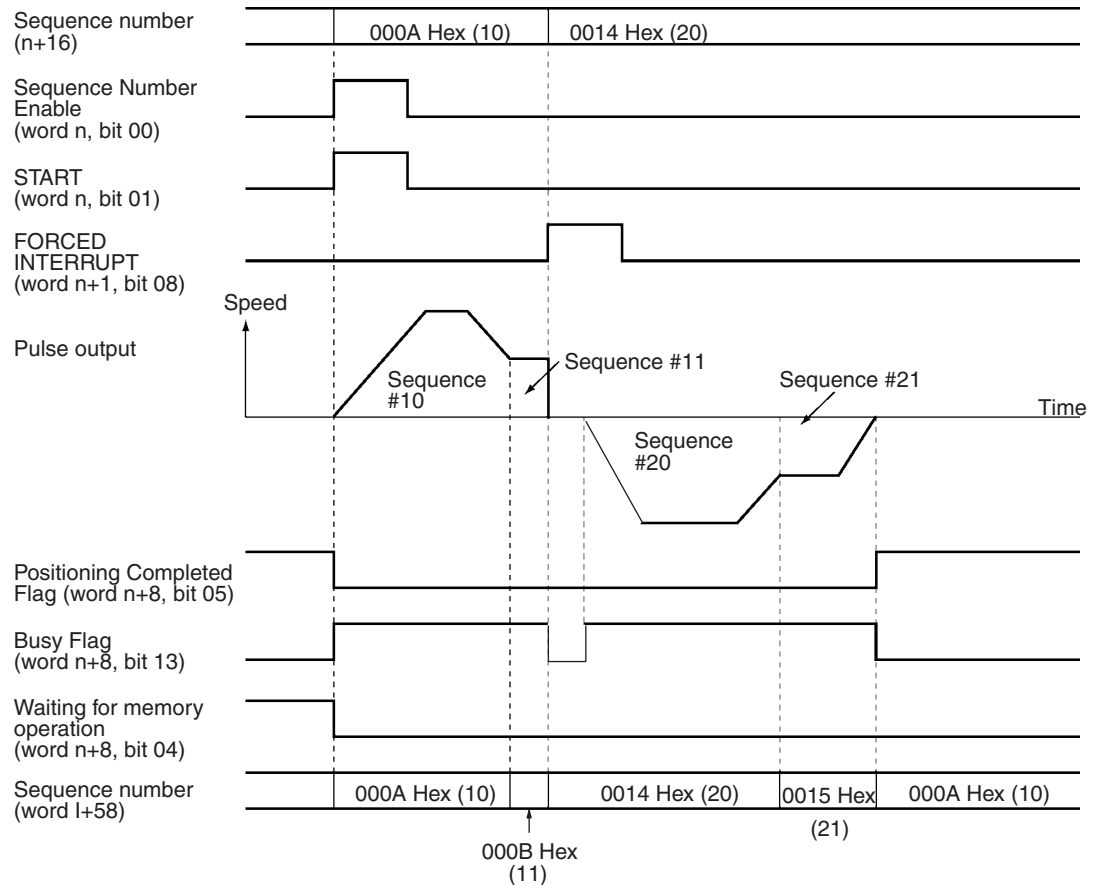 Sequence number
(n+16)
000A Hex (10)
0014 Hex (20)
Sequence Number
Enable
(word n, bit 00)
START
(word n, bit 01)
FORCED
INTERRUPT
(word n+1, bit 08)
Speed
Pulse output
Sequence
#10
Sequence #11
Sequence #21
Time
Sequence
#20
Positioning Completed
Flag (word n+8, bit 05)
Busy Flag
(word n+8, bit 13)
Waiting for memory
operation
(word n+8, bit 04)
Sequence number
(word I+58)
000A Hex (10)
0014 Hex (20)
0015 Hex
(21)
000A Hex (10)
000B Hex
(11)